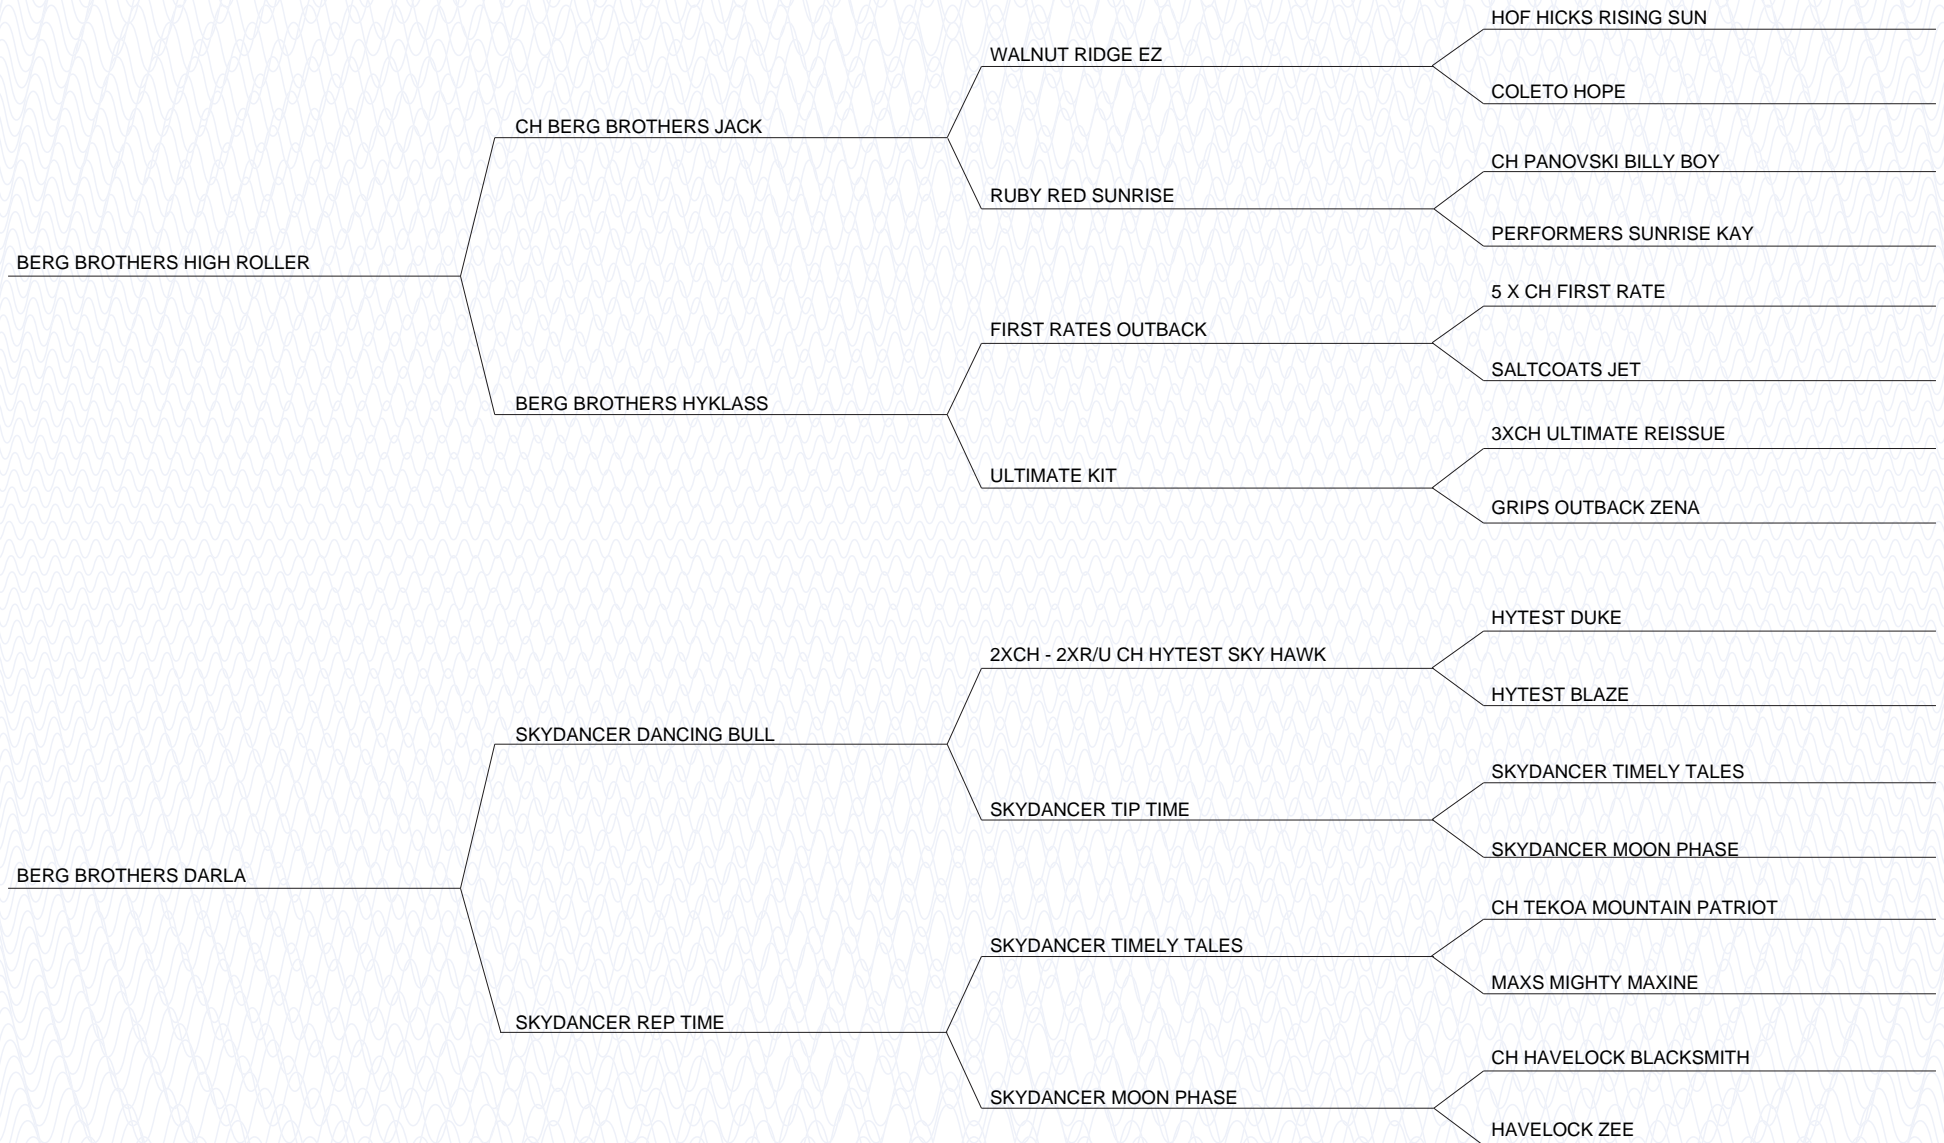 HOF HICKS RISING SUN
WALNUT RIDGE EZ
COLETO HOPE
CH BERG BROTHERS JACK
CH PANOVSKI BILLY BOY
RUBY RED SUNRISE
PERFORMERS SUNRISE KAY
BERG BROTHERS HIGH ROLLER
5 X CH FIRST RATE
FIRST RATES OUTBACK
SALTCOATS JET
BERG BROTHERS HYKLASS
3XCH ULTIMATE REISSUE
ULTIMATE KIT
GRIPS OUTBACK ZENA
HYTEST DUKE
2XCH - 2XR/U CH HYTEST SKY HAWK
HYTEST BLAZE
SKYDANCER DANCING BULL
SKYDANCER TIMELY TALES
SKYDANCER TIP TIME
SKYDANCER MOON PHASE
BERG BROTHERS DARLA
CH TEKOA MOUNTAIN PATRIOT
SKYDANCER TIMELY TALES
MAXS MIGHTY MAXINE
SKYDANCER REP TIME
CH HAVELOCK BLACKSMITH
SKYDANCER MOON PHASE
HAVELOCK ZEE